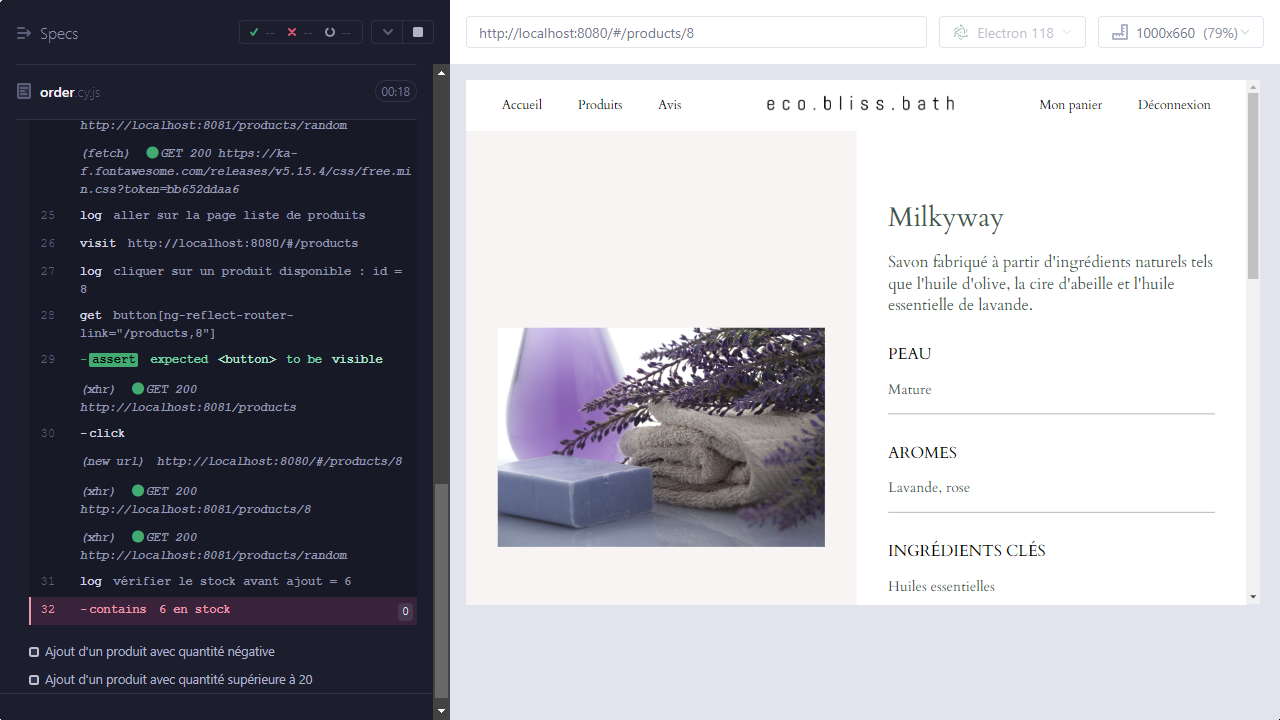 Specs
-- -- --
order.cy.js
00:18
http://localhost:8081/products/random
(fetch) GET 200 https://ka-
f.fontawesome.com/releases/v5.15.4/css/free.mi
n.css?token=bb652ddaa6
25 log aller sur la page liste de produits
26 visit http://localhost:8080/#/products
27 log cliquer sur un produit disponible : id =
8
28 get button[ng-reflect-router-
link="/products,8"]
29 -assert expected <button> to be visible
(xhr) GET 200
http://localhost:8081/products
30 -click
(new url) http://localhost:8080/#/products/8
(xhr) GET 200
http://localhost:8081/products/8
(xhr) GET 200
http://localhost:8081/products/random
31 log vérifier le stock avant ajout = 6
32 -contains 6 en stock 0
Ajout d'un produit avec quantité négative
Ajout d'un produit avec quantité supérieure à 20
http://localhost:8080/#/products/8
Electron 118
1000x660 (79%)
Accueil Produits Avis
eco.bliss.bath
Mon panier Déconnexion
Milkyway
Savon fabriqué à partir d'ingrédients naturels tels
que l'huile d'olive, la cire d'abeille et l'huile
essentielle de lavande.
PEAU
Mature
AROMES
Lavande, rose
INGRÉDIENTS CLÉS
Huiles essentielles